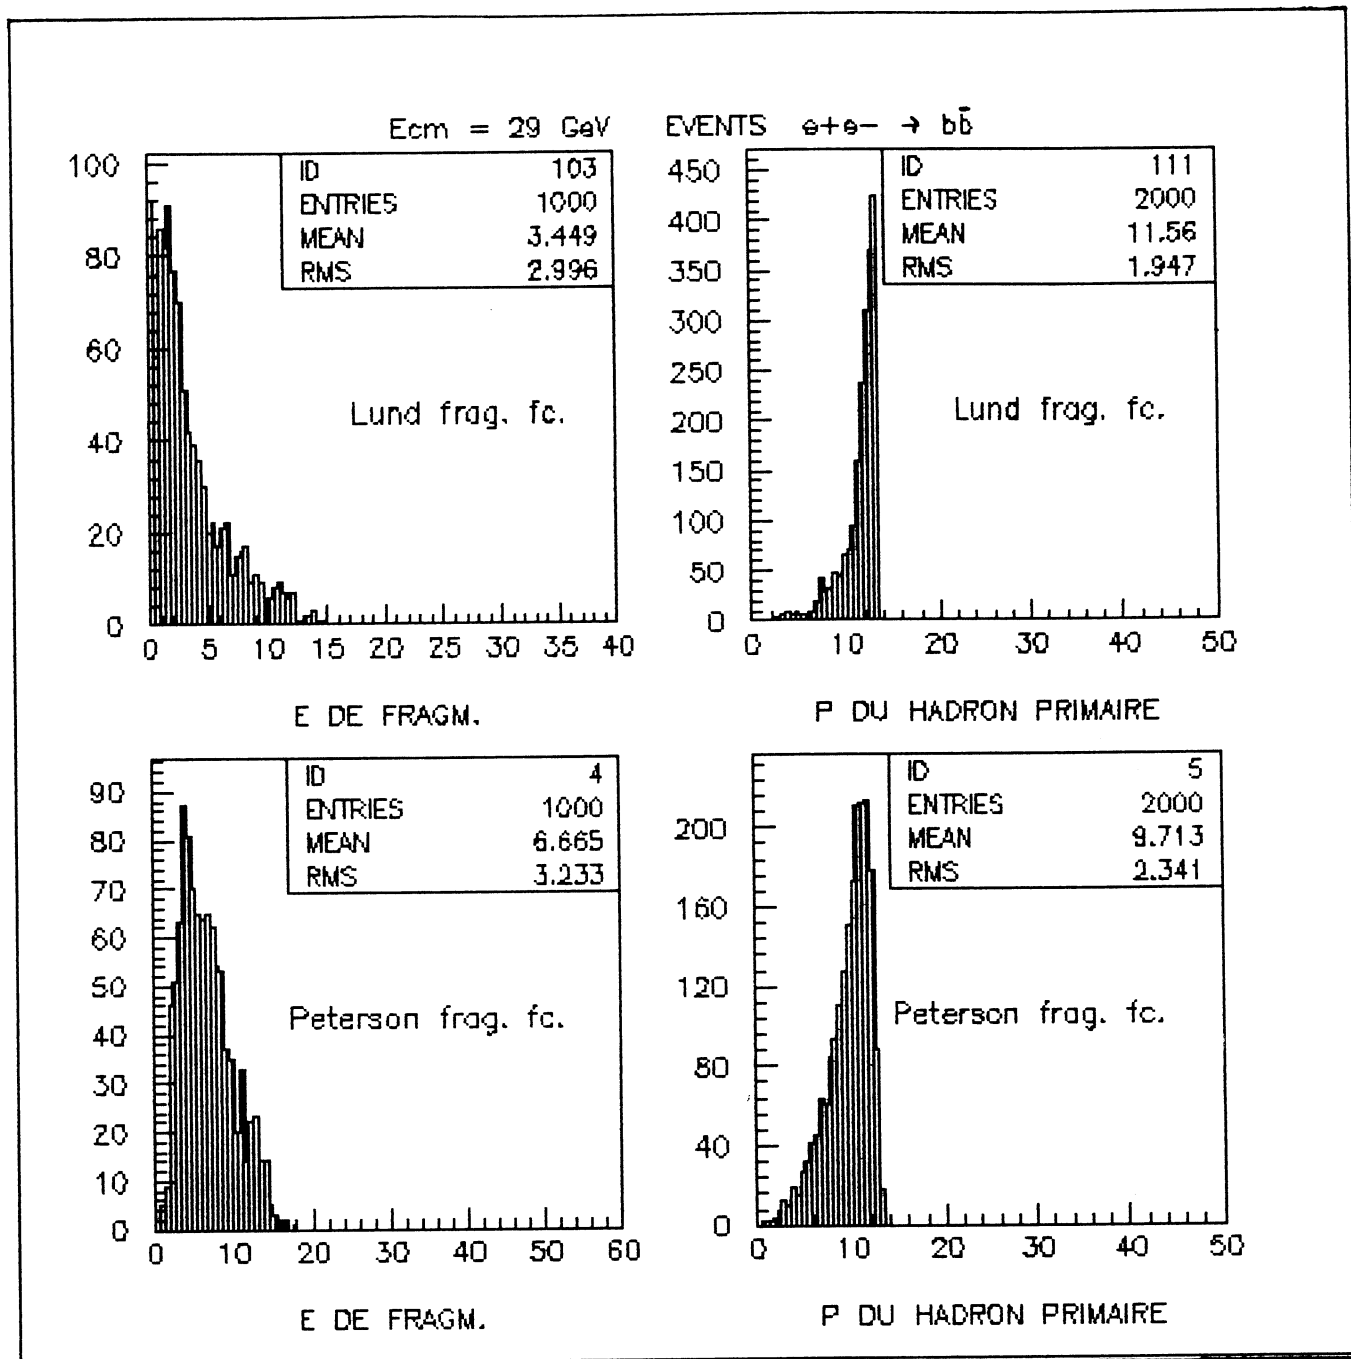 Ecm = 29 GeV EVENTS e+e- → bb̄
ID 103
ENTRIES 1000
MEAN 3.449
RMS 2.996
100
80
60
40
20
0
Lund frag. fc.
0 5 10 15 20 25 30 35 40
E DE FRAGM.
ID 111
ENTRIES 2000
MEAN 11.56
RMS 1.947
450
400
350
300
250
200
150
100
50
0
Lund frag. fc.
0 10 20 30 40 50
P DU HADRON PRIMAIRE
ID 4
ENTRIES 1000
MEAN 6.665
RMS 3.233
90
80
70
60
50
40
30
20
10
0
Peterson frag. fc.
0 10 20 30 40 50 60
E DE FRAGM.
ID 5
ENTRIES 2000
MEAN 9.713
RMS 2.341
200
160
120
80
40
0
Peterson frag. fc.
0 10 20 30 40 50
P DU HADRON PRIMAIRE